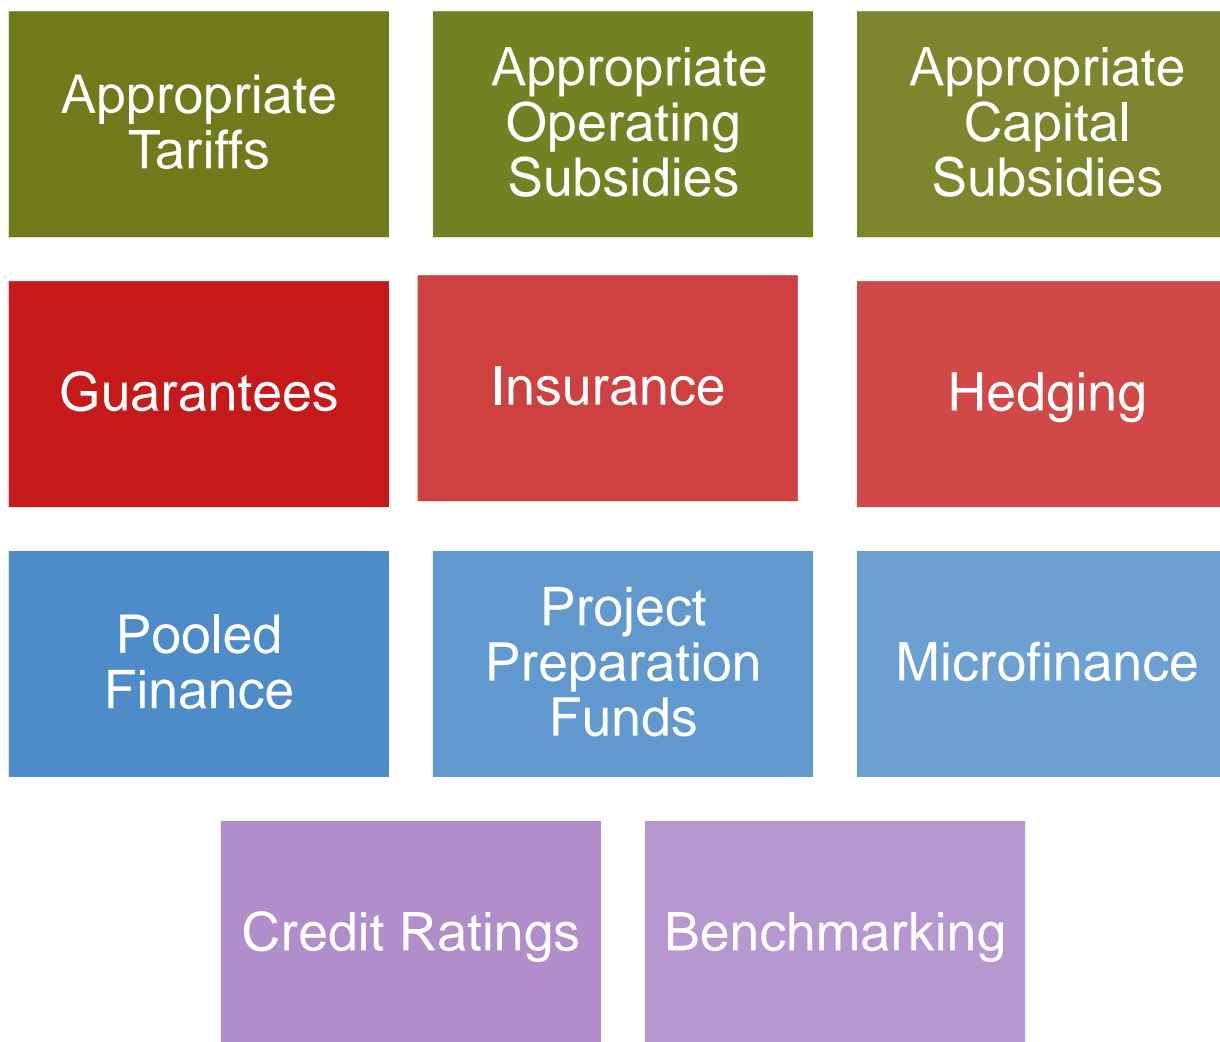 Appropriate
Tariffs
Appropriate
Operating
Subsidies
Appropriate
Capital
Subsidies
Guarantees
Insurance
Hedging
Pooled
Finance
Project
Preparation
Funds
Microfinance
Credit Ratings
Benchmarking